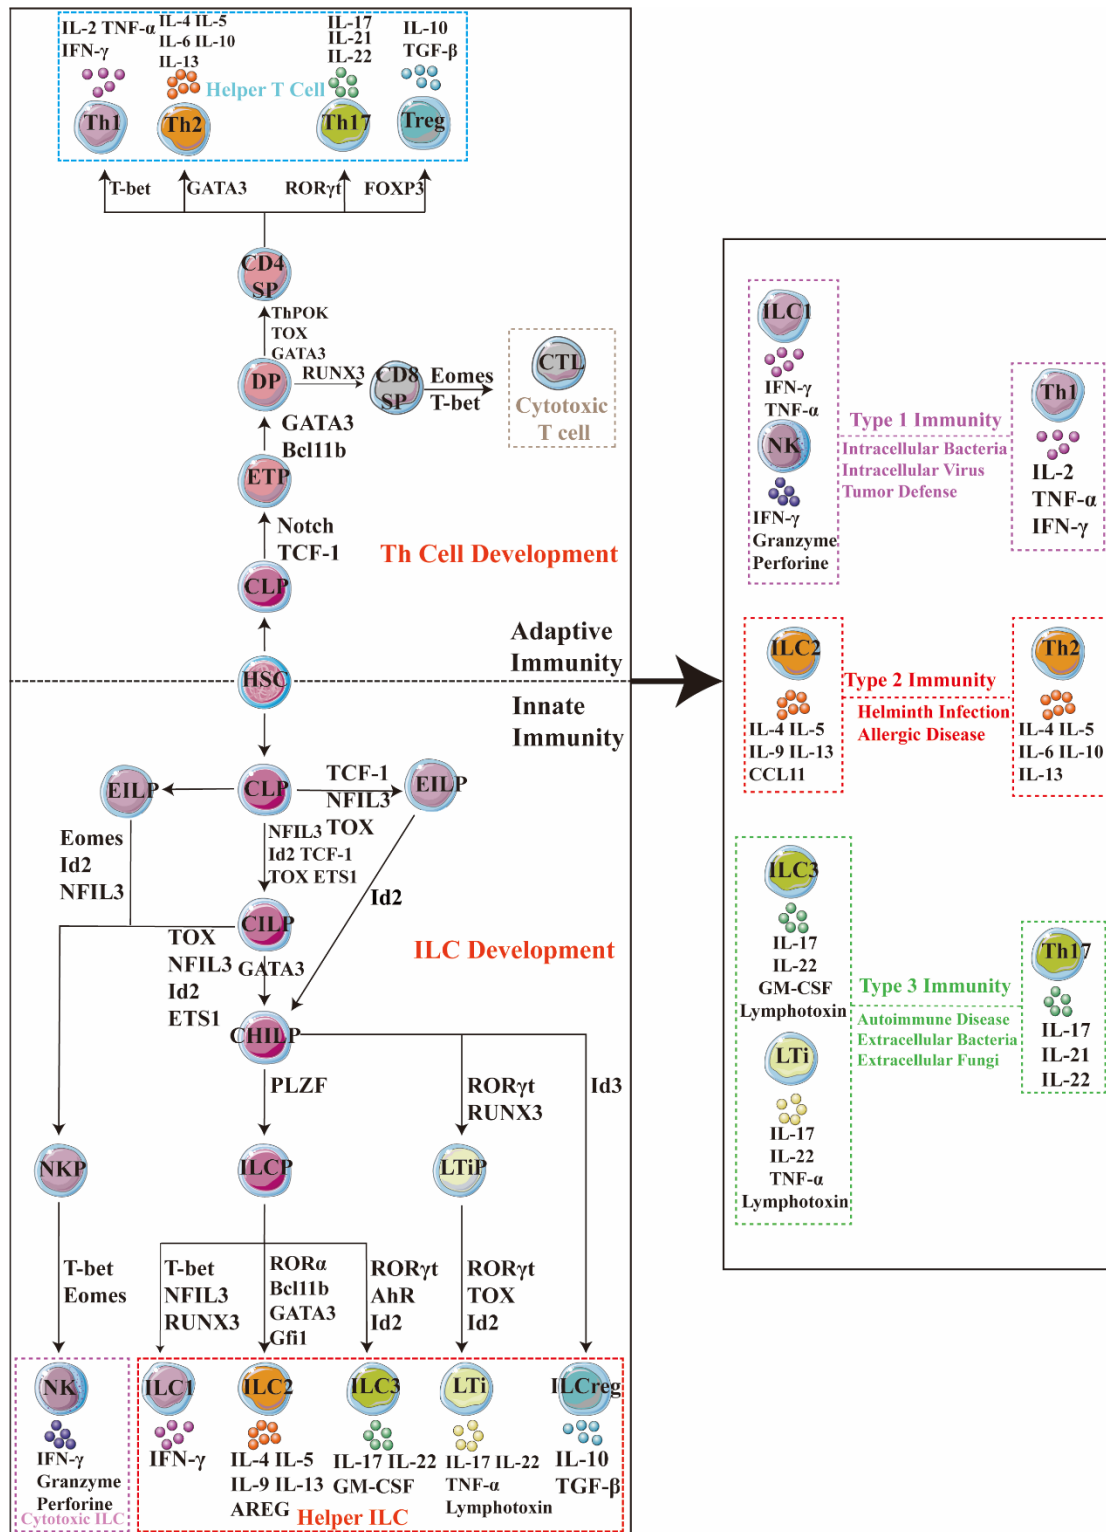 IL-2 TNF-α
IFN-γ
IL-4 IL-5
IL-6 IL-10
IL-13
IL-17
IL-21
IL-22
IL-10
TGF-β
Helper T Cell
Th1
Th2
Th17
Treg
T-bet
GATA3
RORγt
FOXP3
CD4
SP
ThPOK
TOX
GATA3
RUNX3
DP
CD8
SP
Eomes
T-bet
CTL
Cytotoxic
T cell
GATA3
Bcl11b
ETP
Notch
TCF-1
Th Cell Development
CLP
Adaptive
Immunity
HSC
Innate
Immunity
EILP
CLP
TCF-1
NFIL3
TOX
EILP
Eomes
Id2
NFIL3
NFIL3
Id2 TCF-1
TOX ETS1
Id2
CILP
TOX
NFIL3
Id2
ETS1
GATA3
ILC Development
CHILP
PLZF
RORγt
RUNX3
Id3
NKP
ILCP
LTiP
T-bet
Eomes
T-bet
NFIL3
RUNX3
RORα
Bcl11b
GATA3
Gfi1
RORγt
AhR
Id2
RORγt
TOX
Id2
NK
ILC1
ILC2
ILC3
LTi
ILCreg
IFN-γ
Granzyme
Perforine
Cytotoxic ILC
IFN-γ
IL-4 IL-5
IL-9 IL-13
AREG
IL-17 IL-22
GM-CSF
IL-17 IL-22
TNF-α
Lymphotoxin
IL-10
TGF-β
Helper ILC
ILC1
IFN-γ
TNF-α
NK
IFN-γ
Granzyme
Perforine
Type 1 Immunity
Intracellular Bacteria
Intracellular Virus
Tumor Defense
Th1
IL-2
TNF-α
IFN-γ
ILC2
IL-4 IL-5
IL-9 IL-13
CCL11
Type 2 Immunity
Helminth Infection
Allergic Disease
Th2
IL-4 IL-5
IL-6 IL-10
IL-13
ILC3
IL-17
IL-22
GM-CSF
Lymphotoxin
LTi
IL-17
IL-22
TNF-α
Lymphotoxin
Type 3 Immunity
Autoimmune Disease
Extracellular Bacteria
Extracellular Fungi
Th17
IL-17
IL-21
IL-22